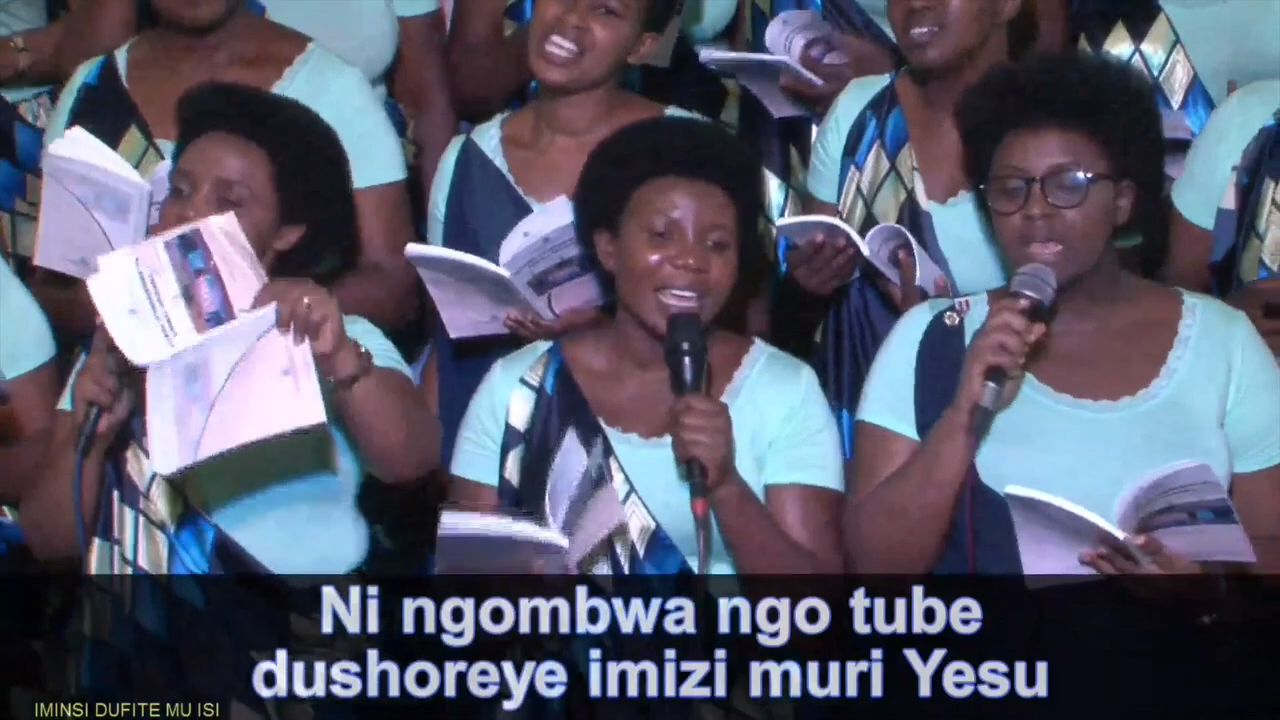 Ni ngombwa ngo tube
dushoreye imizi muri Yesu
IMINSI DUFITE MU ISI